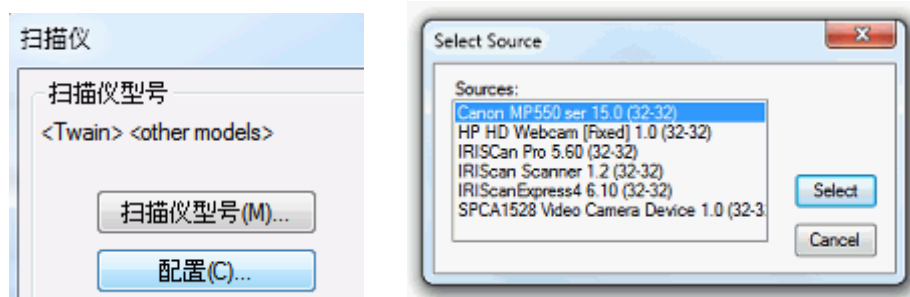 扫描仪
扫描仪型号
<Twain> <other models>
扫描仪型号(M)...
配置(C)...
Select Source
Sources:
Canon MP550 ser 15.0 (32-32)
HP HD Webcam [Fixed] 1.0 (32-32)
IRISCan Pro 5.60 (32-32)
IRIScan Scanner 1.2 (32-32)
IRIScanExpress4 6.10 (32-32)
SPCA1528 Video Camera Device 1.0 (32-3
Select
Cancel